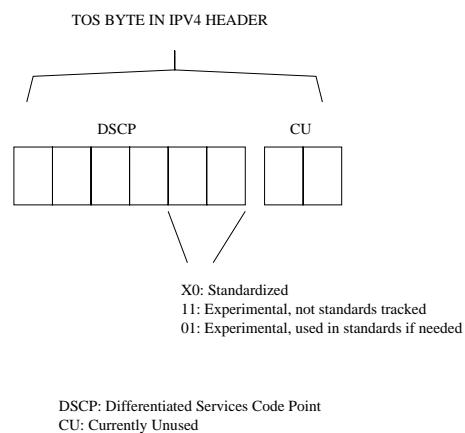 TOS BYTE IN IPV4 HEADER
DSCP CU
X0: Standardized
11: Experimental, not standards tracked
01: Experimental, used in standards if needed
DSCP: Differentiated Services Code Point
CU: Currently Unused